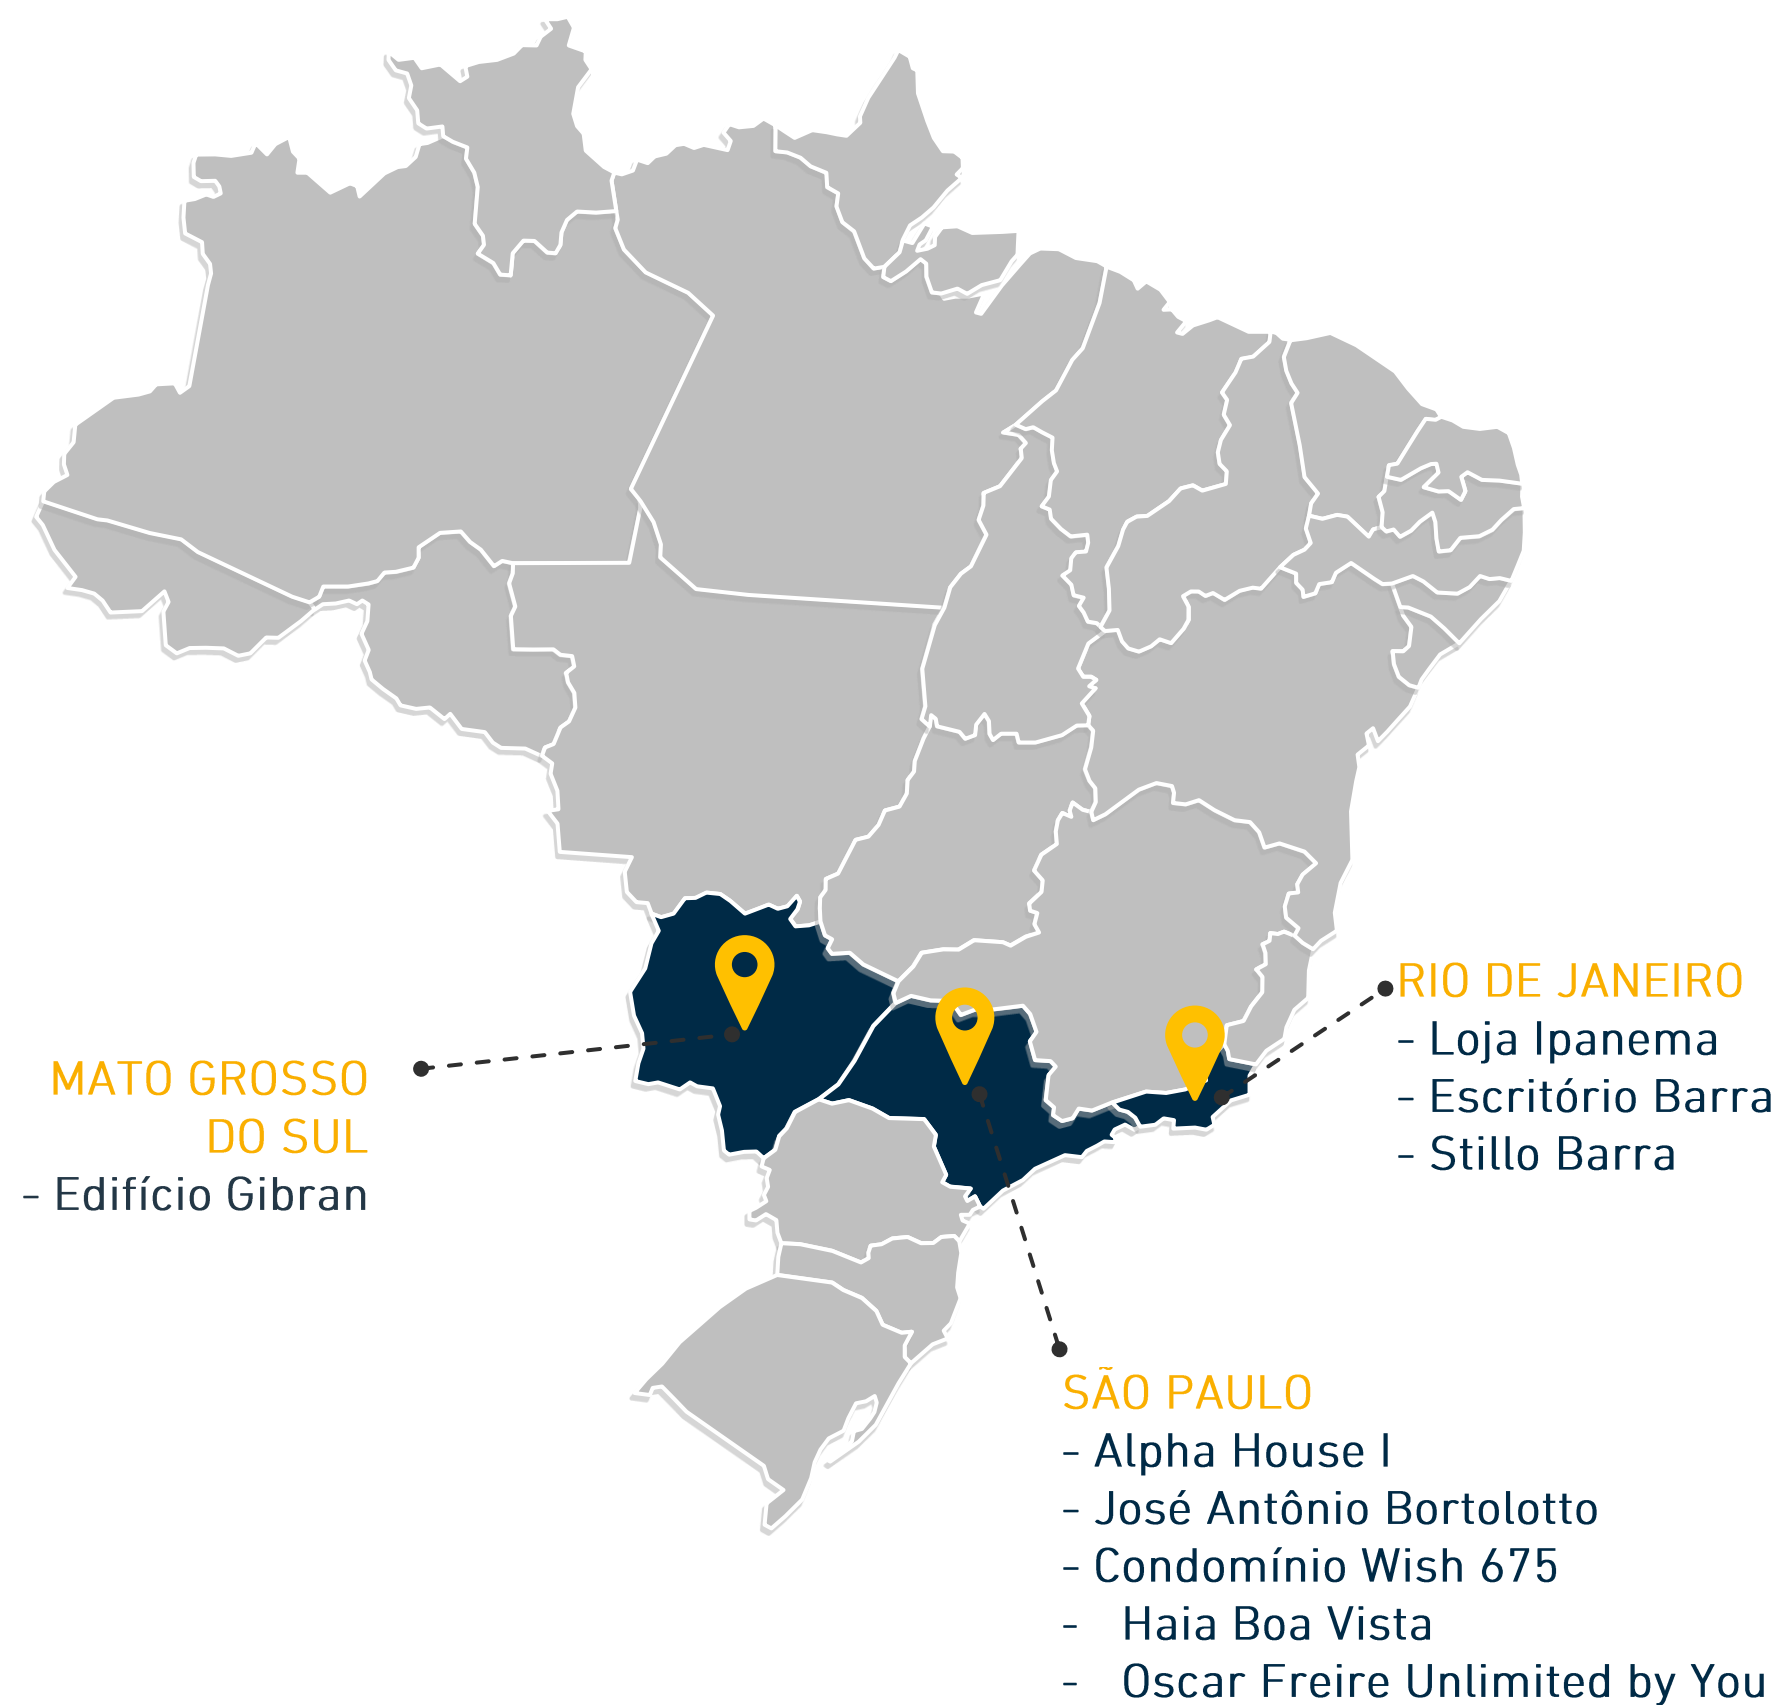 RIO DE JANEIRO
- Loja Ipanema
- Escritório Barra
- Stillo Barra
MATO GROSSO
DO SUL
- Edifício Gibran
SÃO PAULO
- Alpha House I
- José Antônio Bortolotto
- Condomínio Wish 675
- Haia Boa Vista
- Oscar Freire Unlimited by You